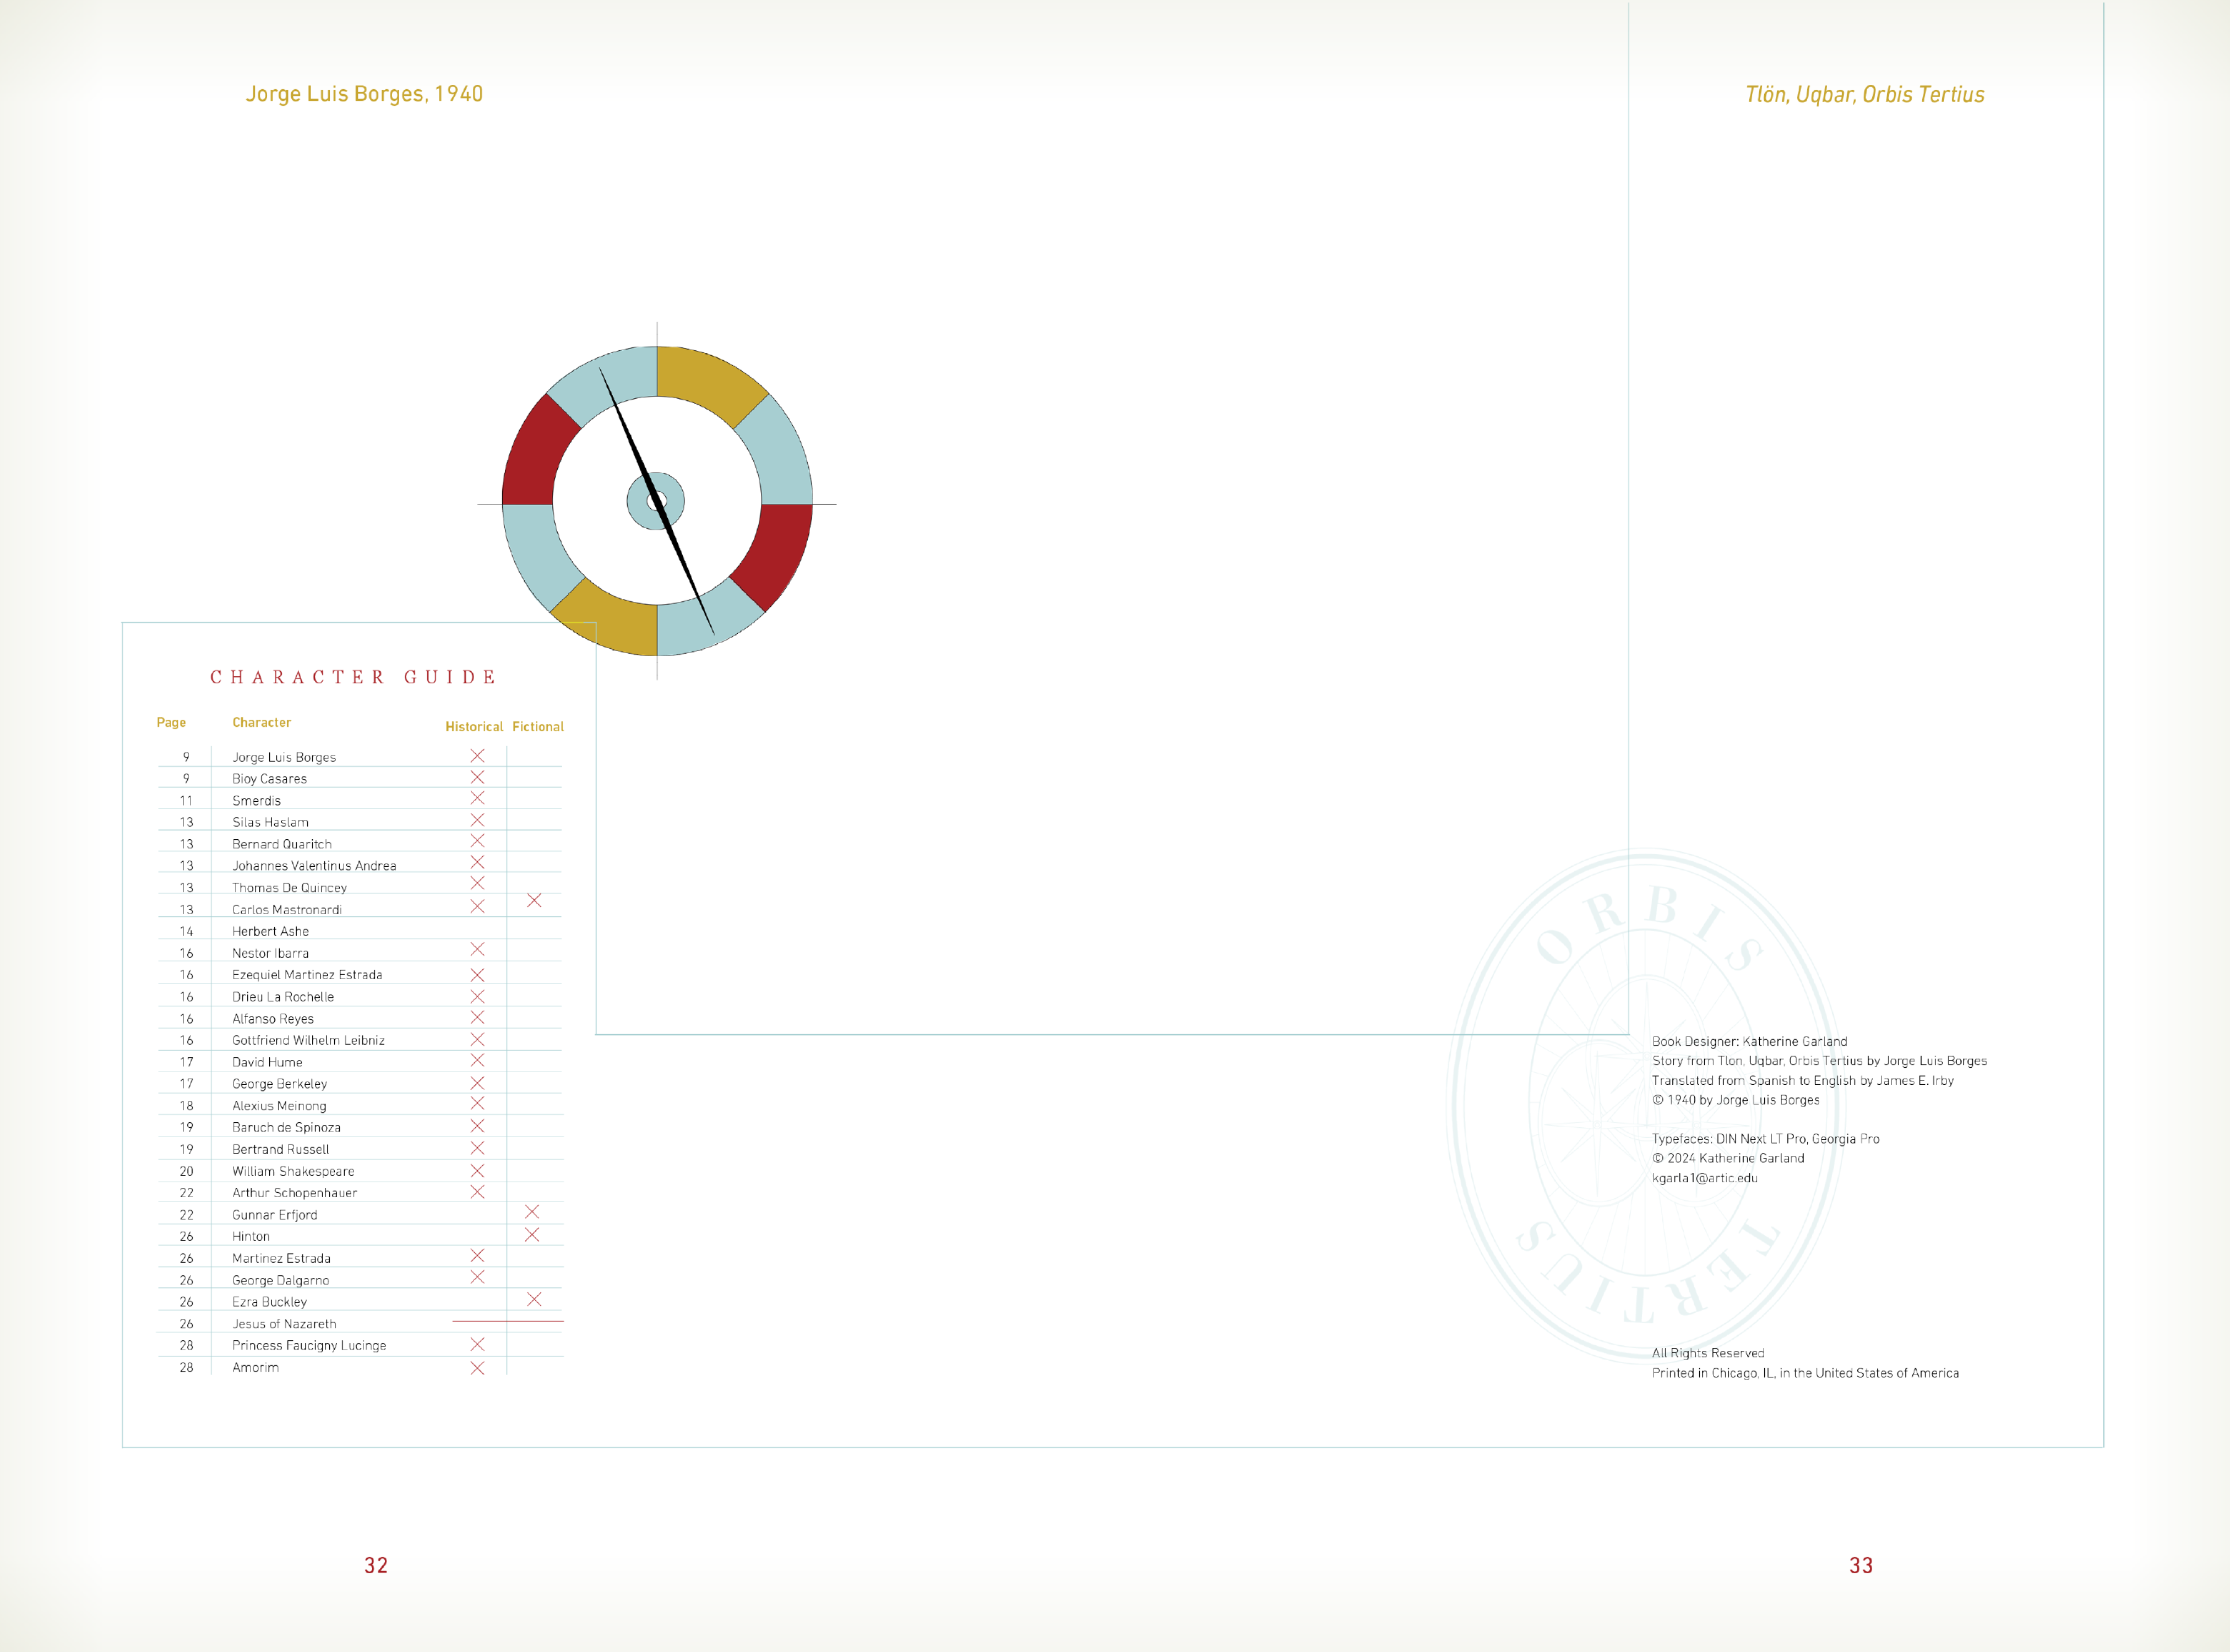 Jorge Luis Borges, 1940
Tlön, Uqbar, Orbis Tertius
CHARACTER GUIDE
Page Character Historical Fictional
9 Jorge Luis Borges
9 Bioy Casares
11 Smerdis
13 Silas Haslam
13 Bernard Quaritch
13 Johannes Valentinus Andrea
13 Thomas De Quincey
13 Carlos Mastronardi
14 Herbert Ashe
16 Nestor Ibarra
16 Ezequiel Martinez Estrada
16 Drieu La Rochelle
16 Alfanso Reyes
16 Gottfriend Wilhelm Leibniz
17 David Hume
17 George Berkeley
18 Alexius Meinong
19 Baruch de Spinoza
19 Bertrand Russell
20 William Shakespeare
22 Arthur Schopenhauer
22 Gunnar Erfjord
26 Hinton
26 Martinez Estrada
26 George Dalgarno
26 Ezra Buckley
26 Jesus of Nazareth
28 Princess Faucigny Lucinge
28 Amorim
ORBIS
TERTIUS
Book Designer: Katherine Garland
Story from Tlon, Uqbar, Orbis Tertius by Jorge Luis Borges
Translated from Spanish to English by James E. Irby
© 1940 by Jorge Luis Borges
Typefaces: DIN Next LT Pro, Georgia Pro
© 2024 Katherine Garland
kgarla1@artic.edu
All Rights Reserved
Printed in Chicago, IL, in the United States of America
32
33